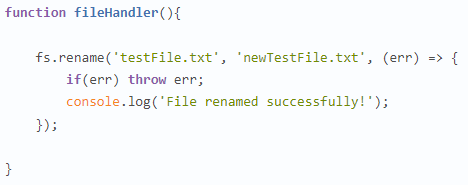 function fileHandler(){
fs.rename('testFile.txt', 'newTestFile.txt', (err) => {
if(err) throw err;
console.log('File renamed successfully!');
});
}